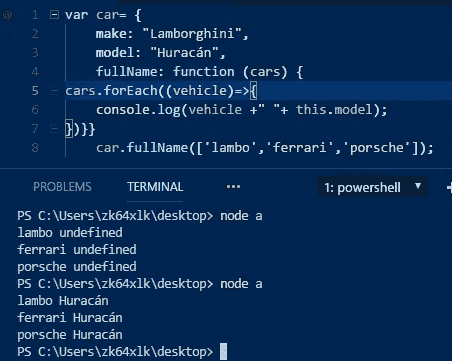 1 var car= {
2 make: "Lamborghini",
3 model: "Huracán",
4 fullName: function (cars) {
5 cars.forEach((vehicle)=>{
6 console.log(vehicle +" "+ this.model);
7 })}}
8 car.fullName(['lambo','ferrari','porsche']);
PROBLEMS TERMINAL ... 1: powershell
PS C:\Users\zk64xlk\desktop> node a
lambo undefined
ferrari undefined
porsche undefined
PS C:\Users\zk64xlk\desktop> node a
lambo Huracán
ferrari Huracán
porsche Huracán
PS C:\Users\zk64xlk\desktop>